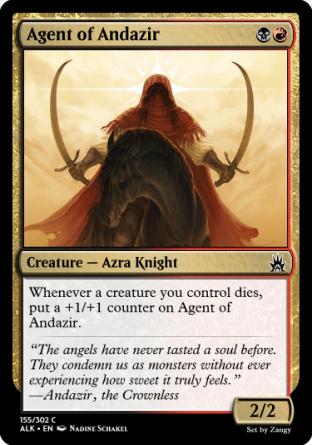 Agent of Andazir
Creature — Azra Knight
Whenever a creature you control dies,
put a +1/+1 counter on Agent of
Andazir.
"The angels have never tasted a soul before.
They condemn us as monsters without ever
experiencing how sweet it truly feels."
—Andazir, the Crownless
2/2
155/302 C
ALK • EN Nadine Schakel
Set by Zangy